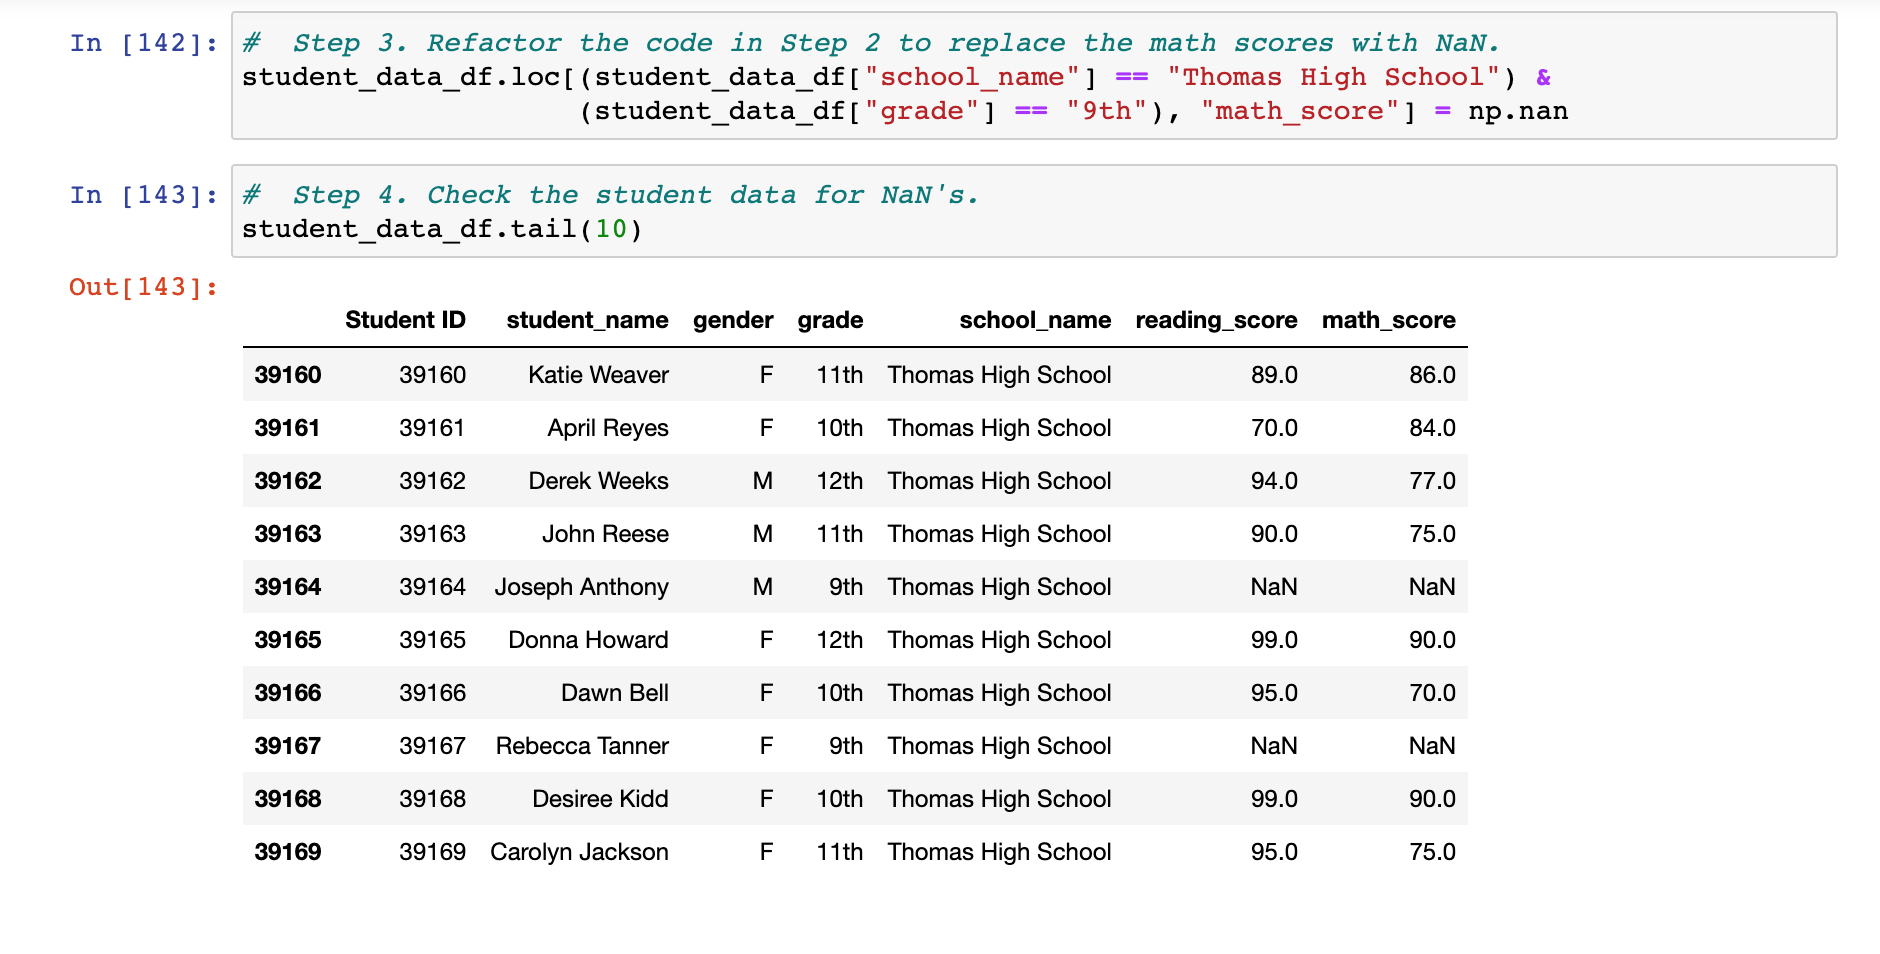 In [142]: #  Step 3. Refactor the code in Step 2 to replace the math scores with NaN.
student_data_df.loc[(student_data_df["school_name"] == "Thomas High School") &
                    (student_data_df["grade"] == "9th"), "math_score"] = np.nan
In [143]: #  Step 4. Check the student data for NaN's.
student_data_df.tail(10)
Out[143]:
Student ID student_name gender grade school_name reading_score math_score
39160 39160 Katie Weaver F 11th Thomas High School 89.0 86.0
39161 39161 April Reyes F 10th Thomas High School 70.0 84.0
39162 39162 Derek Weeks M 12th Thomas High School 94.0 77.0
39163 39163 John Reese M 11th Thomas High School 90.0 75.0
39164 39164 Joseph Anthony M 9th Thomas High School NaN NaN
39165 39165 Donna Howard F 12th Thomas High School 99.0 90.0
39166 39166 Dawn Bell F 10th Thomas High School 95.0 70.0
39167 39167 Rebecca Tanner F 9th Thomas High School NaN NaN
39168 39168 Desiree Kidd F 10th Thomas High School 99.0 90.0
39169 39169 Carolyn Jackson F 11th Thomas High School 95.0 75.0